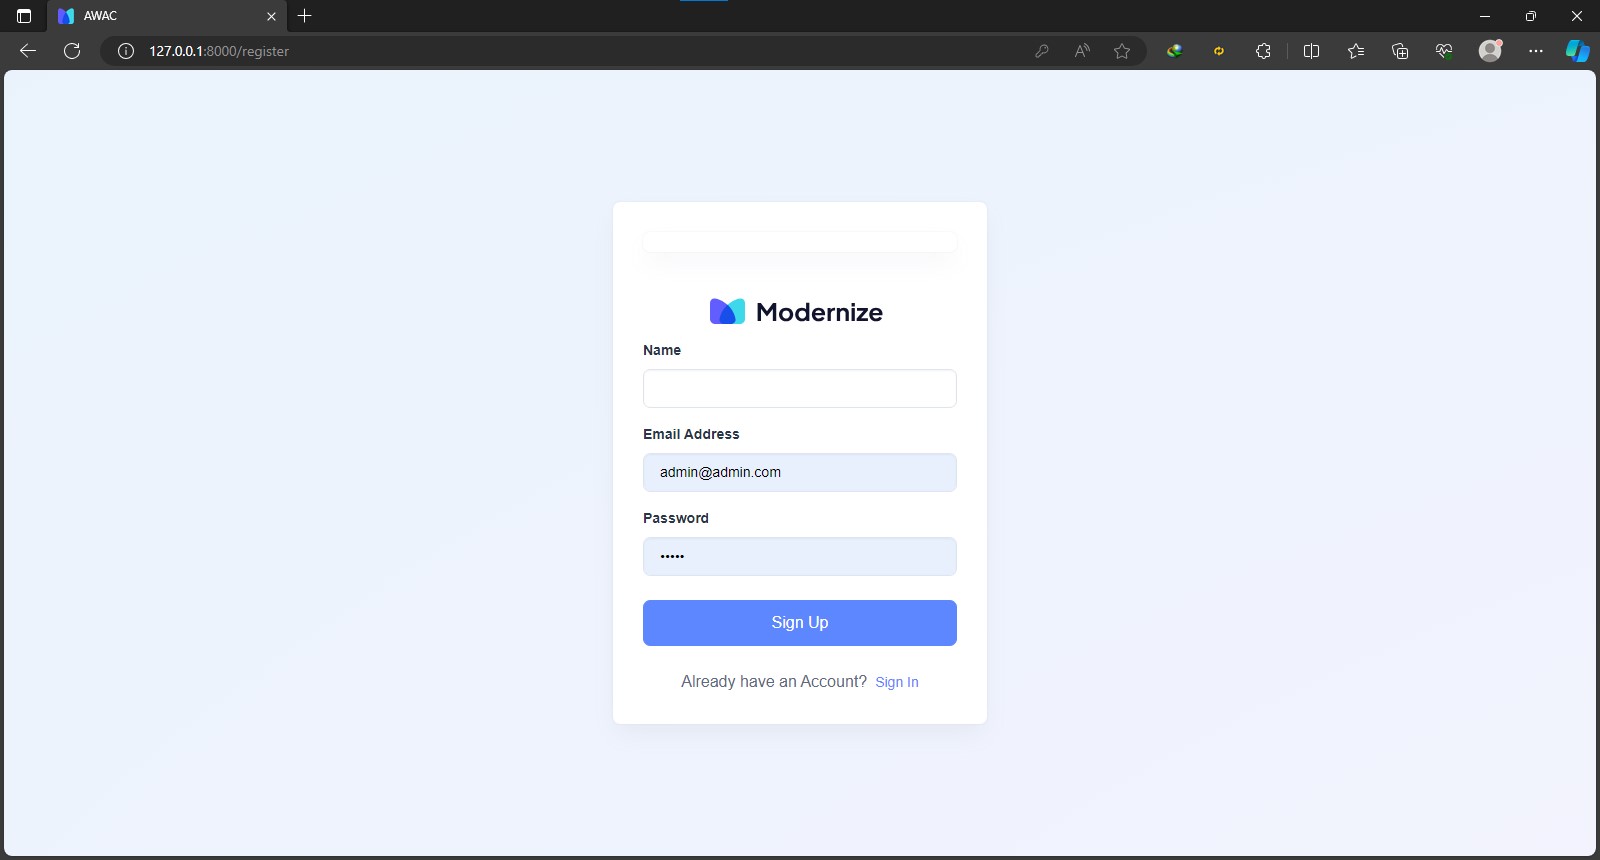 AWAC
127.0.0.1:8000/register
Modernize
Name
Email Address
admin@admin.com
Password
•••••
Sign Up
Already have an Account? Sign In